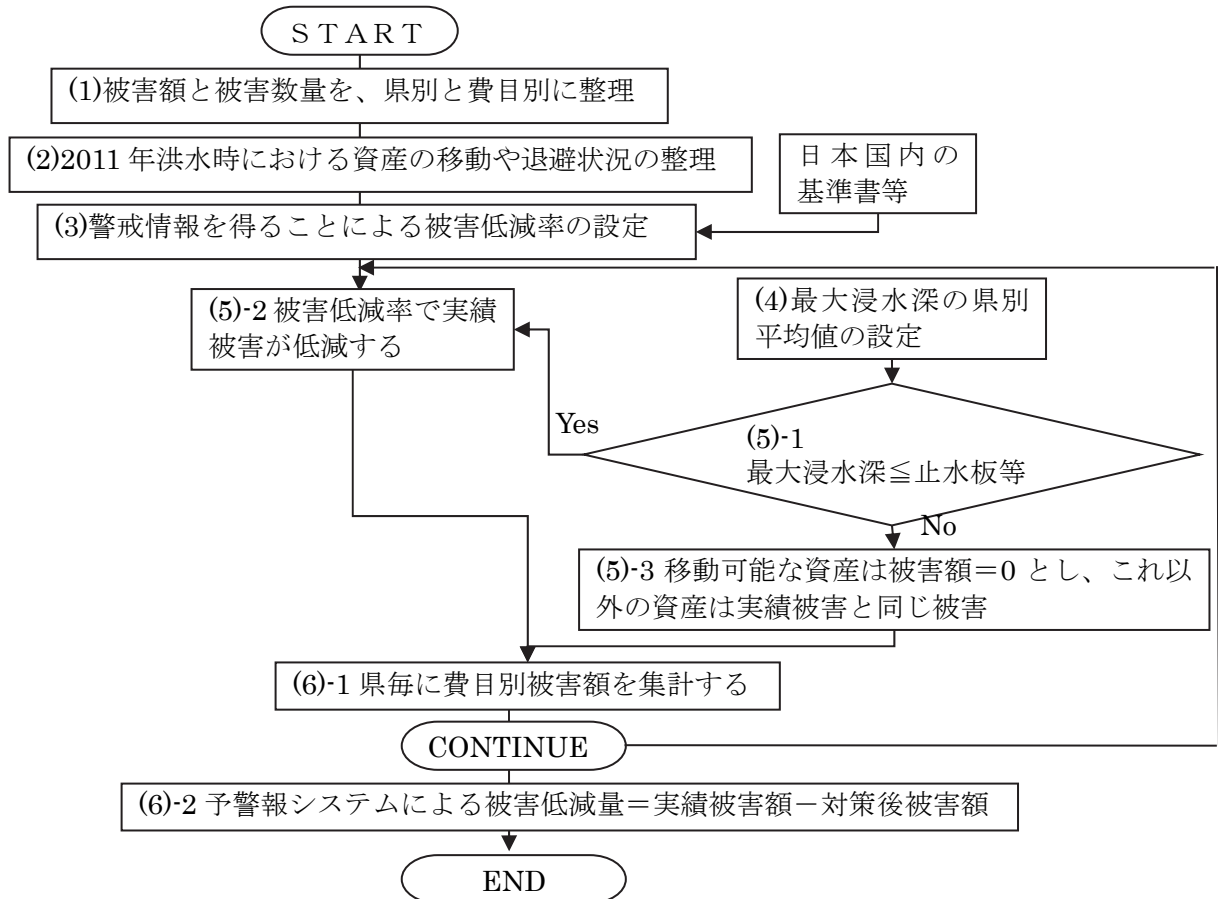 ＳＴＡＲＴ
(1)被害額と被害数量を、県別と費目別に整理
(2)2011 年洪水時における資産の移動や退避状況の整理
日本国内の
基準書等
(3)警戒情報を得ることによる被害低減率の設定
(5)-2 被害低減率で実績
被害が低減する
(4)最大浸水深の県別
平均値の設定
Yes
(5)-1
最大浸水深≦止水板等
No
(5)-3 移動可能な資産は被害額＝0 とし、これ以
外の資産は実績被害と同じ被害
(6)-1 県毎に費目別被害額を集計する
CONTINUE
(6)-2 予警報システムによる被害低減量＝実績被害額－対策後被害額
END